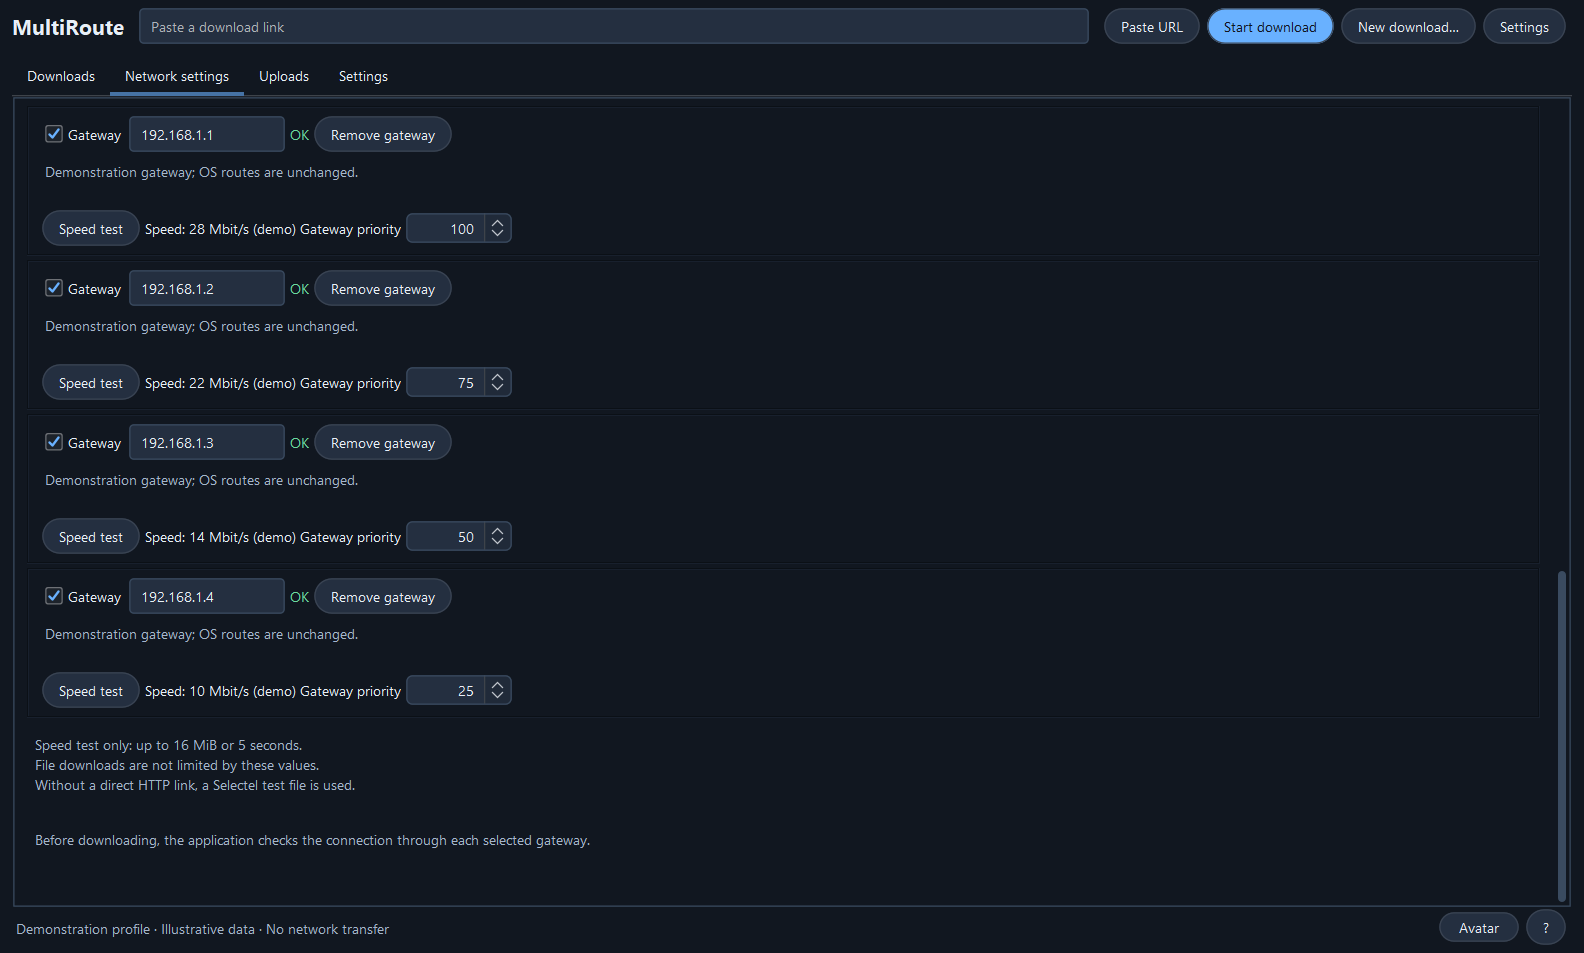 MultiRoute
Paste a download link
Paste URL
Start download
New download...
Settings
Downloads
Network settings
Uploads
Settings
Gateway 192.168.1.1 OK Remove gateway
Demonstration gateway; OS routes are unchanged.
Speed test Speed: 28 Mbit/s (demo) Gateway priority 100
Gateway 192.168.1.2 OK Remove gateway
Demonstration gateway; OS routes are unchanged.
Speed test Speed: 22 Mbit/s (demo) Gateway priority 75
Gateway 192.168.1.3 OK Remove gateway
Demonstration gateway; OS routes are unchanged.
Speed test Speed: 14 Mbit/s (demo) Gateway priority 50
Gateway 192.168.1.4 OK Remove gateway
Demonstration gateway; OS routes are unchanged.
Speed test Speed: 10 Mbit/s (demo) Gateway priority 25
Speed test only: up to 16 MiB or 5 seconds.
File downloads are not limited by these values.
Without a direct HTTP link, a Selectel test file is used.
Before downloading, the application checks the connection through each selected gateway.
Demonstration profile · Illustrative data · No network transfer
Avatar
?